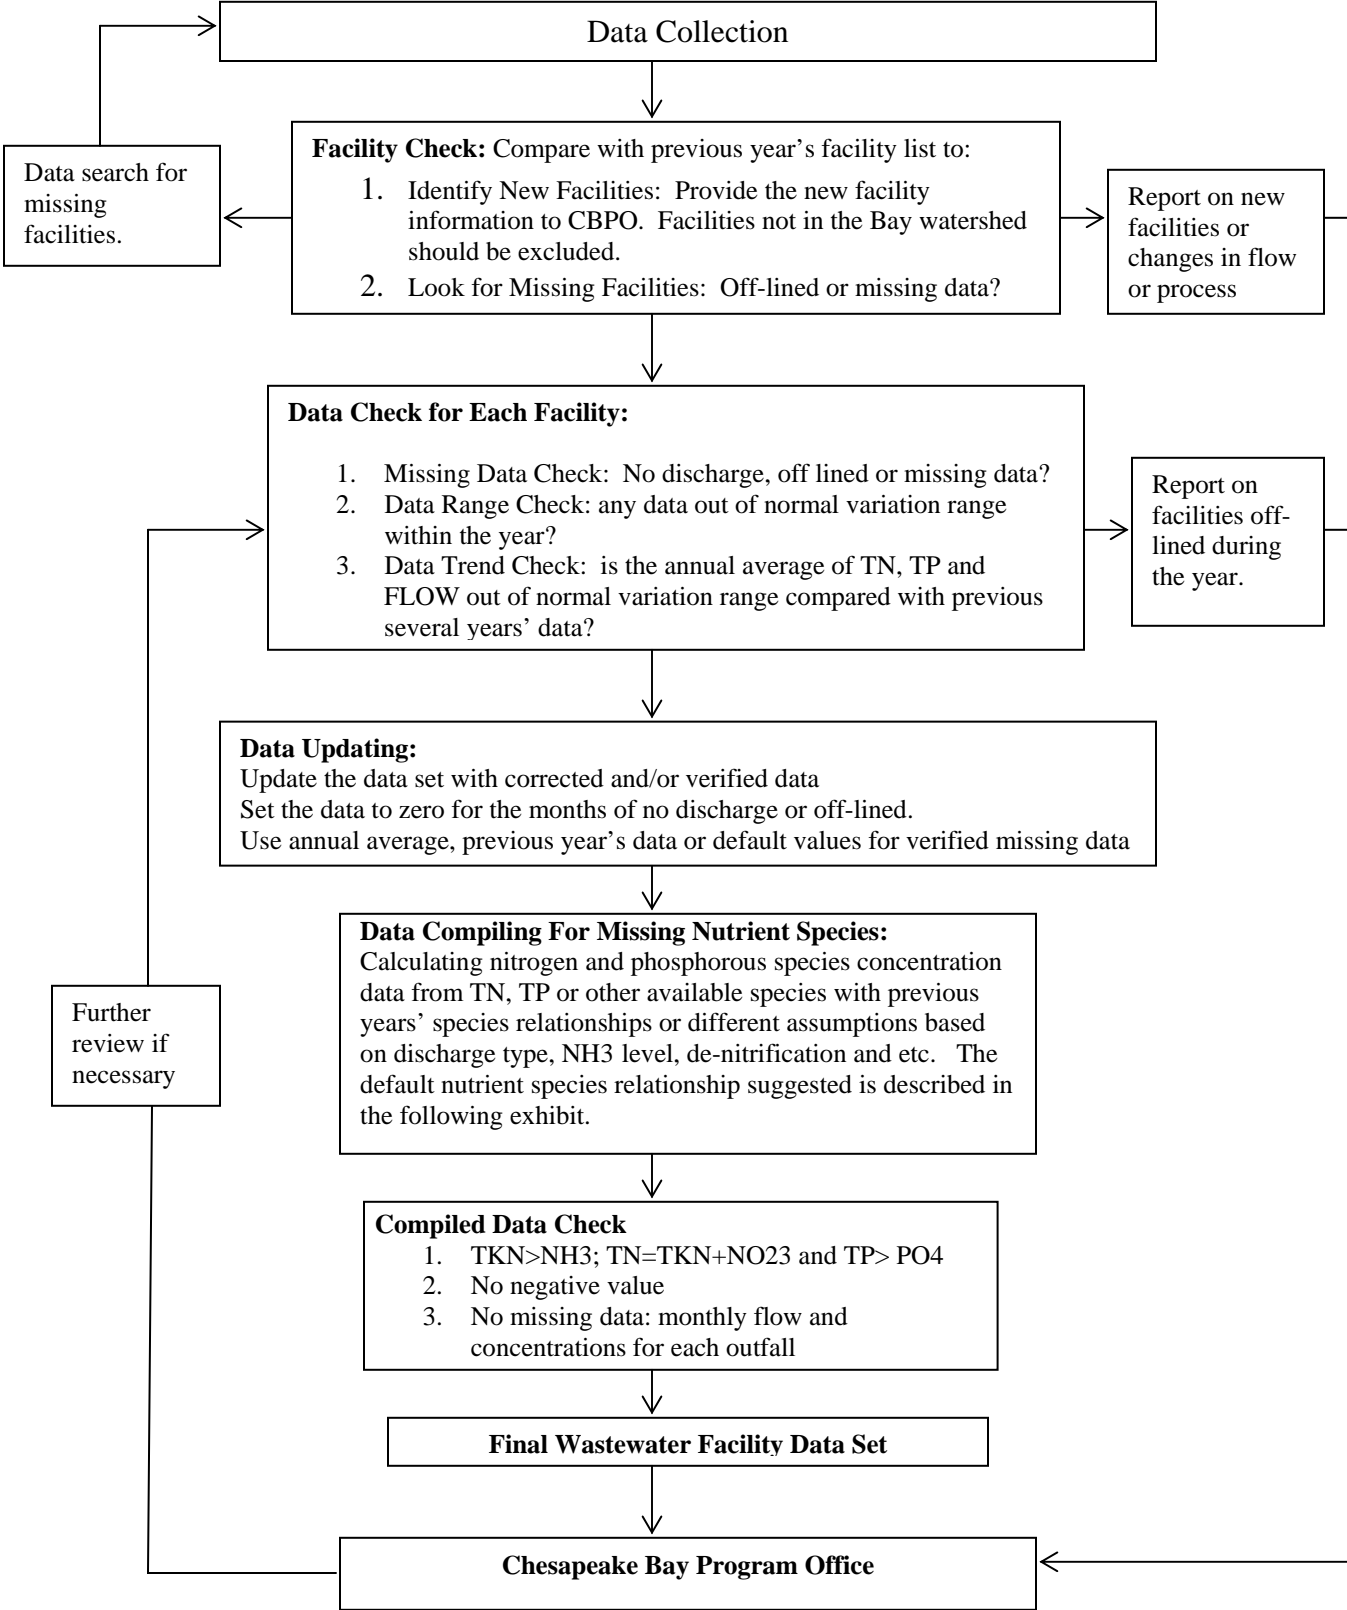 Data Collection
Data search for
missing
facilities.
Facility Check: Compare with previous year’s facility list to:
1. Identify New Facilities: Provide the new facility
information to CBPO. Facilities not in the Bay watershed
should be excluded.
2. Look for Missing Facilities: Off-lined or missing data?
Report on new
facilities or
changes in flow
or process
Data Check for Each Facility:
1. Missing Data Check: No discharge, off lined or missing data?
2. Data Range Check: any data out of normal variation range
within the year?
3. Data Trend Check: is the annual average of TN, TP and
FLOW out of normal variation range compared with previous
several years’ data?
Report on
facilities off-
lined during
the year.
Data Updating:
Update the data set with corrected and/or verified data
Set the data to zero for the months of no discharge or off-lined.
Use annual average, previous year’s data or default values for verified missing data
Data Compiling For Missing Nutrient Species:
Calculating nitrogen and phosphorous species concentration
data from TN, TP or other available species with previous
years’ species relationships or different assumptions based
on discharge type, NH3 level, de-nitrification and etc. The
default nutrient species relationship suggested is described in
the following exhibit.
Further
review if
necessary
Compiled Data Check
1. TKN>NH3; TN=TKN+NO23 and TP> PO4
2. No negative value
3. No missing data: monthly flow and
concentrations for each outfall
Final Wastewater Facility Data Set
Chesapeake Bay Program Office